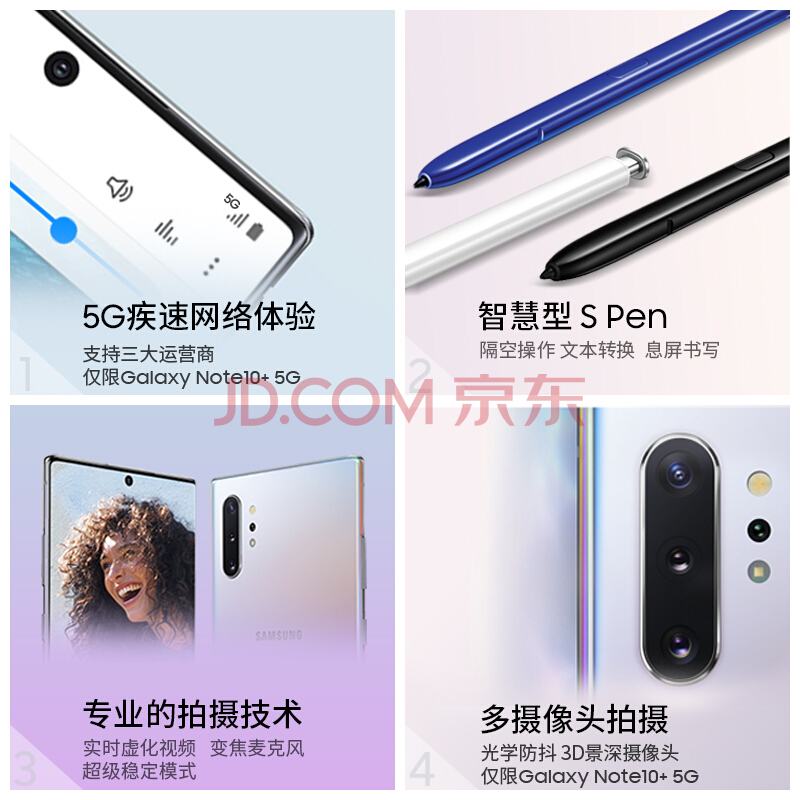 5G
5G疾速网络体验
支持三大运营商
仅限Galaxy Note10+ 5G
1
智慧型 S Pen
隔空操作 文本转换 息屏书写
2
JD.COM 京东
SAMSUNG
专业的拍摄技术
实时虚化视频 变焦麦克风
超级稳定模式
3
多摄像头拍摄
光学防抖 3D景深摄像头
仅限Galaxy Note10+ 5G
4